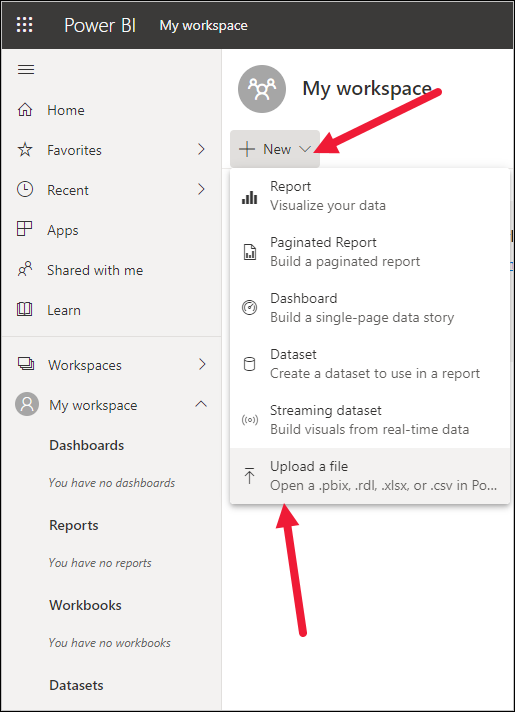 Power BI My workspace
Home
Favorites
Recent
Apps
Shared with me
Learn
Workspaces
My workspace
Dashboards
You have no dashboards
Reports
You have no reports
Workbooks
You have no workbooks
Datasets
My workspace
New
Report
Visualize your data
Paginated Report
Build a paginated report
Dashboard
Build a single-page data story
Dataset
Create a dataset to use in a report
Streaming dataset
Build visuals from real-time data
Upload a file
Open a .pbix, .rdl, .xlsx, or .csv in Po...